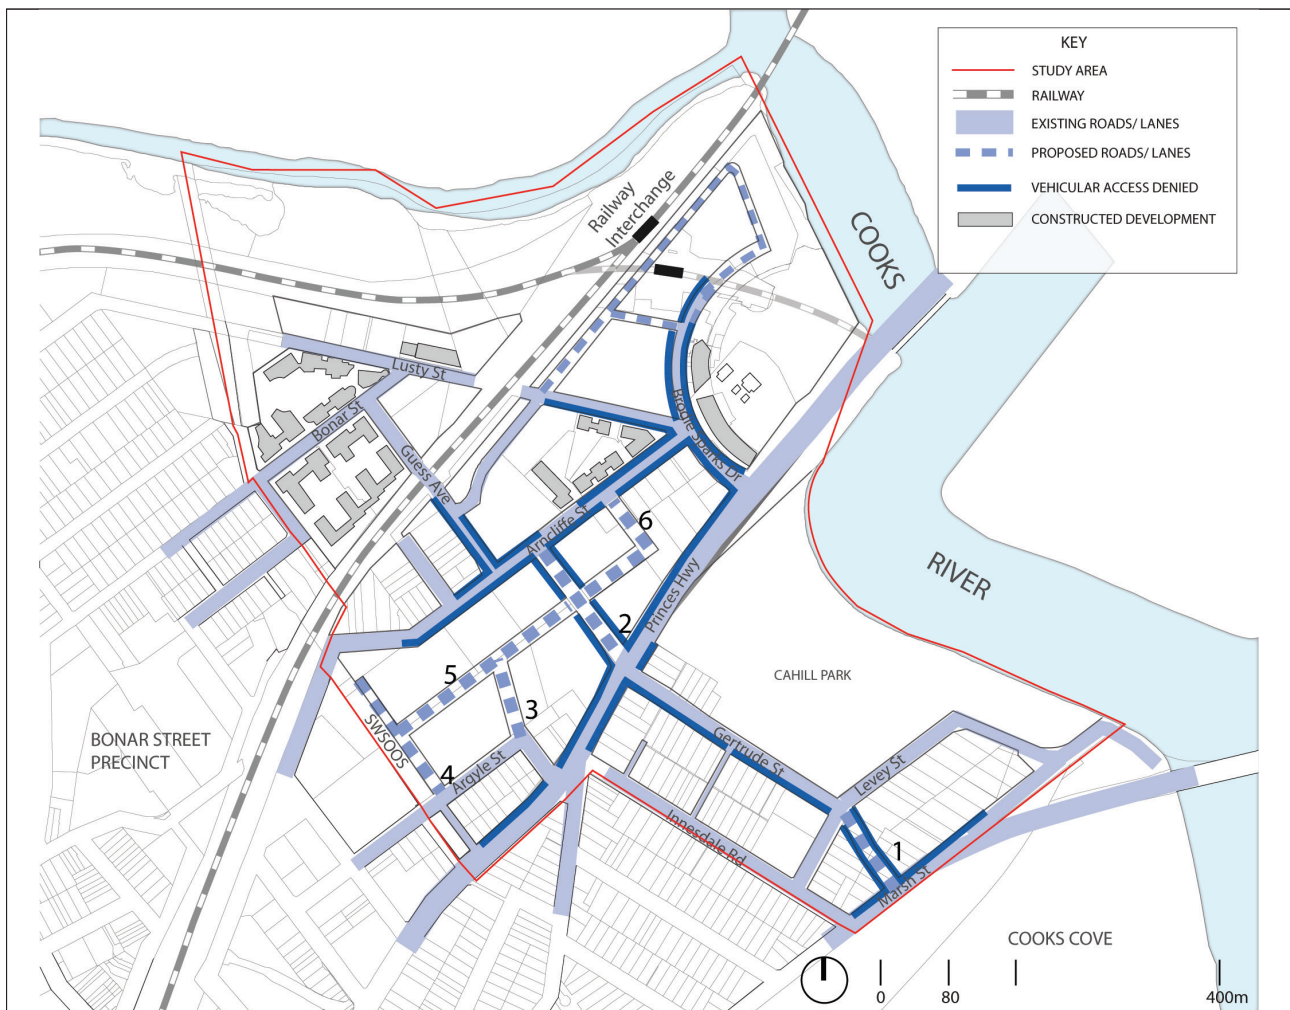 KEY
STUDY AREA
RAILWAY
EXISTING ROADS/ LANES
PROPOSED ROADS/ LANES
VEHICULAR ACCESS DENIED
CONSTRUCTED DEVELOPMENT
Railway
Interchange
COOKS
RIVER
Lusty St
Bonar St
Guess Ave
Brodie Sparks Dr
Arncliffe St
6
Princes Hwy
2
5
3
SWSOOS
4
Argyle St
CAHILL PARK
BONAR STREET
PRECINCT
Gertrude St
Levey St
Innesdale Rd
1
Marsh St
COOKS COVE
0
80
400m